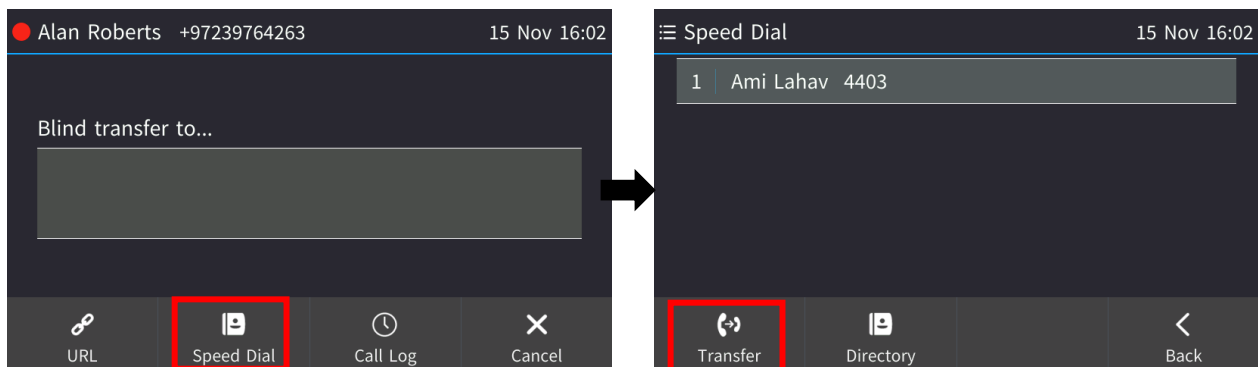 Alan Roberts +97239764263 15 Nov 16:02
Blind transfer to...
URL Speed Dial Call Log Cancel
Speed Dial 15 Nov 16:02
1 Ami Lahav 4403
Transfer Directory Back